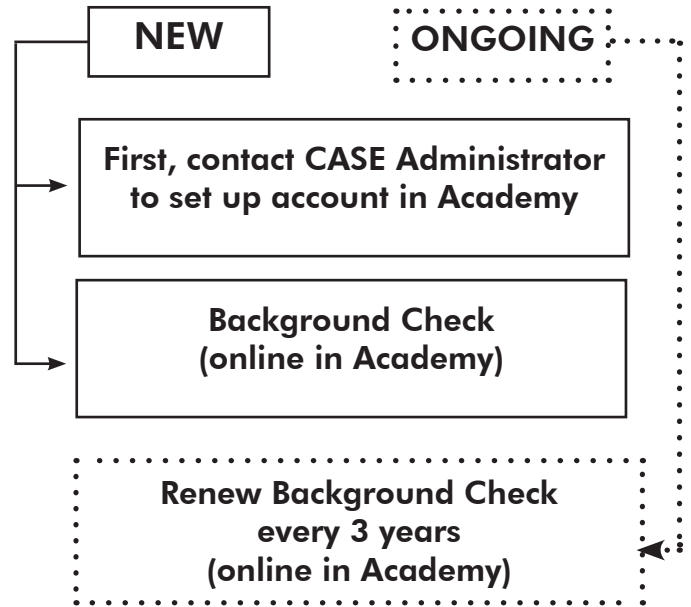 NEW
ONGOING
First, contact CASE Administrator
to set up account in Academy
Background Check
(online in Academy)
Renew Background Check
every 3 years
(online in Academy)